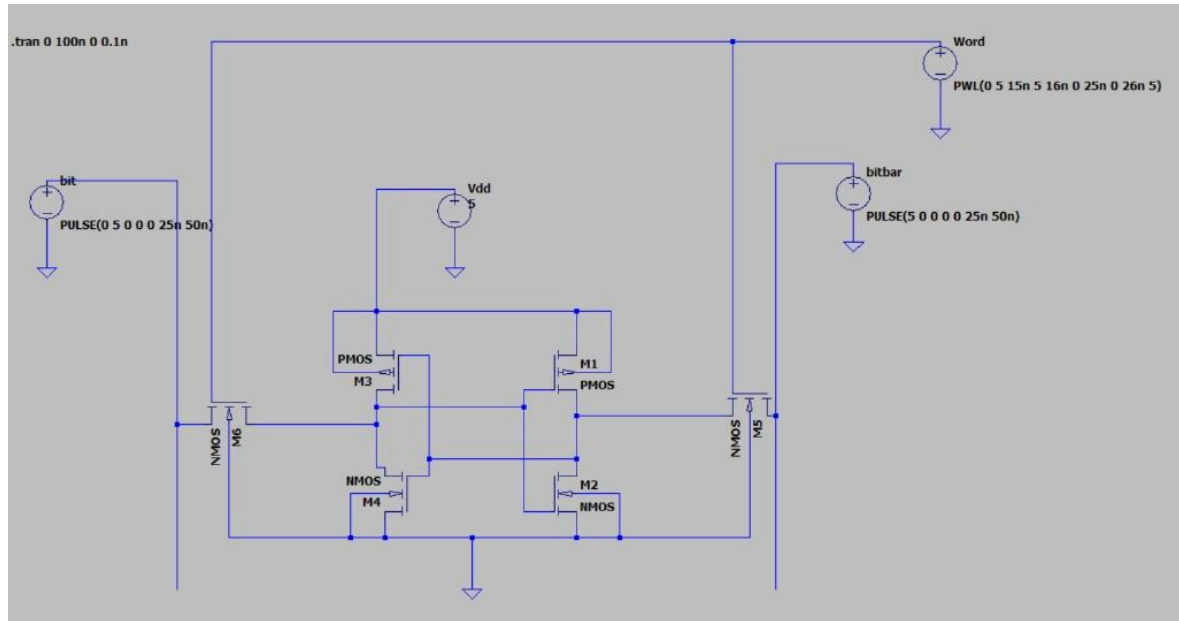 .tran 0 100n 0 0.1n
Word
PWL(0 5 15n 5 16n 0 25n 0 26n 5)
bit
PULSE(0 5 0 0 0 25n 50n)
Vdd
5
bitbar
PULSE(5 0 0 0 0 25n 50n)
PMOS
M3
M1
PMOS
NMOS
M6
NMOS
M4
M2
NMOS
NMOS
M5